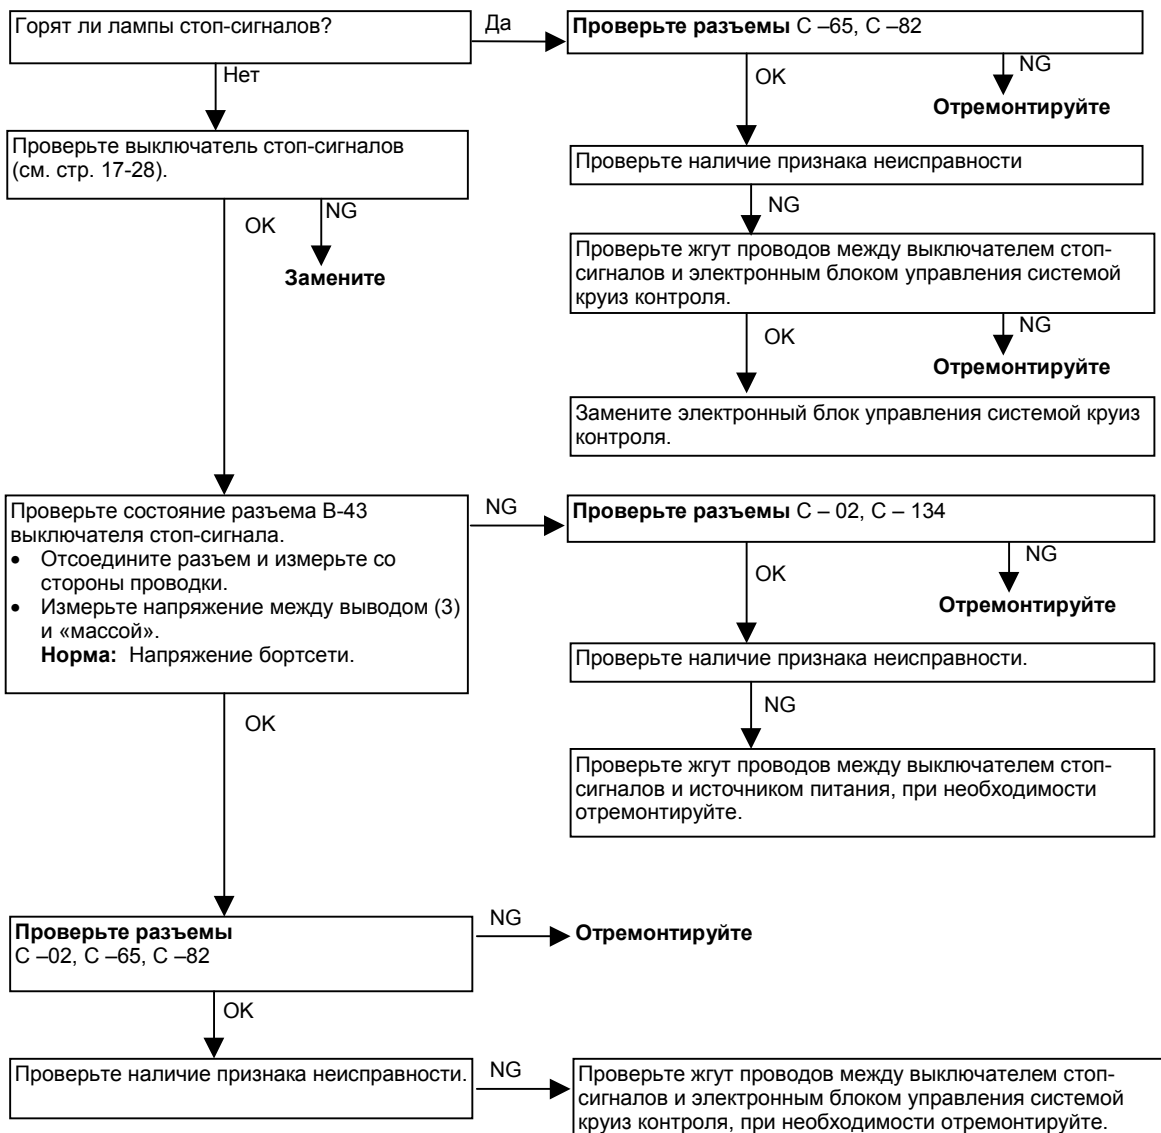 Горят ли лампы стоп-сигналов?
Да
Проверьте разъемы С –65, С –82
Нет
OK
NG
Отремонтируйте
Проверьте выключатель стоп-сигналов
(см. стр. 17-28).
OK
NG
Замените
Проверьте наличие признака неисправности
NG
Проверьте жгут проводов между выключателем стоп-
сигналов и электронным блоком управления системой
круиз контроля.
OK
NG
Отремонтируйте
Замените электронный блок управления системой круиз
контроля.
Проверьте состояние разъема В-43
выключателя стоп-сигнала.
• Отсоедините разъем и измерьте со
стороны проводки.
• Измерьте напряжение между выводом (3)
и «массой».
Норма: Напряжение бортсети.
NG
Проверьте разъемы С – 02, С – 134
OK
NG
Отремонтируйте
Проверьте наличие признака неисправности.
NG
Проверьте жгут проводов между выключателем стоп-
сигналов и источником питания, при необходимости
отремонтируйте.
OK
Проверьте разъемы
С –02, С –65, С –82
NG
Отремонтируйте
OK
Проверьте наличие признака неисправности.
NG
Проверьте жгут проводов между выключателем стоп-
сигналов и электронным блоком управления системой
круиз контроля, при необходимости отремонтируйте.